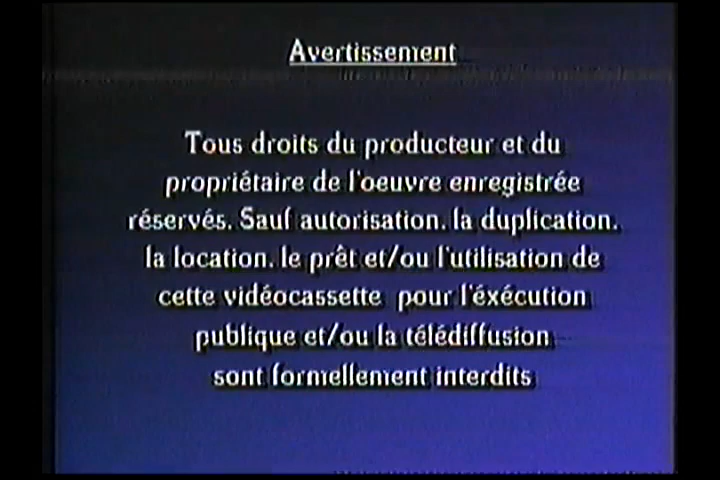 Avertissement
Tous droits du producteur et du
propriétaire de l'oeuvre enregistrée
réservés. Sauf autorisation, la duplication,
la location, le prêt et/ou l'utilisation de
cette vidéocassette pour l'éxécution
publique et/ou la télédiffusion
sont formellement interdits